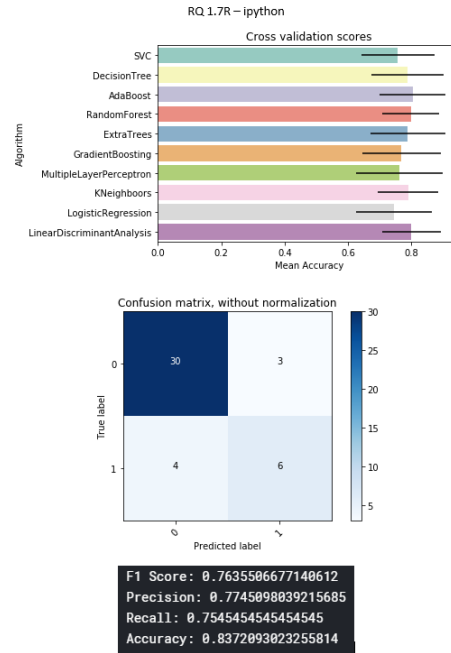 RQ 1.7R − ipython
Cross validation scores
SVC
DecisionTree
AdaBoost
RandomForest
ExtraTrees
GradientBoosting
MultipleLayerPerceptron
KNeighboors
LogisticRegression
LinearDiscriminantAnalysis
Algorithm
0.0 0.2 0.4 0.6 0.8
Mean Accuracy
Confusion matrix, without normalization
30 3
4 6
0
1
True label
0 1
Predicted label
30
25
20
15
10
5
F1 Score: 0.7635506677140612
Precision: 0.7745098039215685
Recall: 0.7545454545454545
Accuracy: 0.8372093023255814